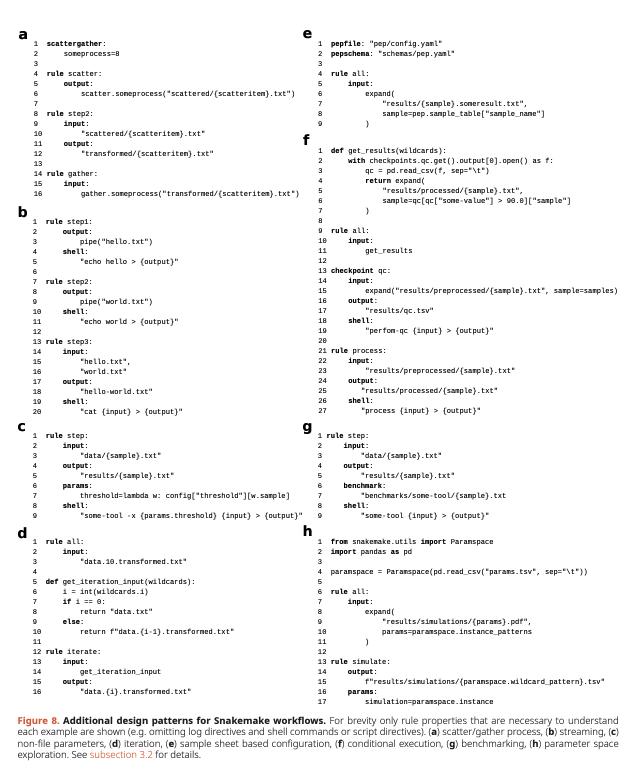 a
1 scattergather:
2 someprocess=8
3
4 rule scatter:
5 output:
6 scatter.someprocess("scattered/{scatteritem}.txt")
7
8 rule step2:
9 input:
10 "scattered/{scatteritem}.txt"
11 output:
12 "transformed/{scatteritem}.txt"
13
14 rule gather:
15 input:
16 gather.someprocess("transformed/{scatteritem}.txt")
b
1 rule step1:
2 output:
3 pipe("hello.txt")
4 shell:
5 "echo hello > {output}"
6
7 rule step2:
8 output:
9 pipe("world.txt")
10 shell:
11 "echo world > {output}"
12
13 rule step3:
14 input:
15 "hello.txt",
16 "world.txt"
17 output:
18 "hello-world.txt"
19 shell:
20 "cat {input} > {output}"
c
1 rule step:
2 input:
3 "data/{sample}.txt"
4 output:
5 "results/{sample}.txt"
6 params:
7 threshold=lambda w: config["threshold"][w.sample]
8 shell:
9 "some-tool -x {params.threshold} {input} > {output}"
d
1 rule all:
2 input:
3 "data.10.transformed.txt"
4
5 def get_iteration_input(wildcards):
6 i = int(wildcards.i)
7 if i == 0:
8 return "data.txt"
9 else:
10 return f"data.{i-1}.transformed.txt"
11
12 rule iterate:
13 input:
14 get_iteration_input
15 output:
16 "data.{i}.transformed.txt"
e
1 pepfile: "pep/config.yaml"
2 pepschema: "schemas/pep.yaml"
3
4 rule all:
5 input:
6 expand(
7 "results/{sample}.someresult.txt",
8 sample=pep.sample_table["sample_name"]
9 )
f
1 def get_results(wildcards):
2 with checkpoints.qc.get().output[0].open() as f:
3 qc = pd.read_csv(f, sep="\t")
4 return expand(
5 "results/processed/{sample}.txt",
6 sample=qc[qc["some-value"] > 90.0]["sample"]
7 )
8
9 rule all:
10 input:
11 get_results
12
13 checkpoint qc:
14 input:
15 expand("results/preprocessed/{sample}.txt", sample=samples)
16 output:
17 "results/qc.tsv"
18 shell:
19 "perfom-qc {input} > {output}"
20
21 rule process:
22 input:
23 "results/preprocessed/{sample}.txt"
24 output:
25 "results/processed/{sample}.txt"
26 shell:
27 "process {input} > {output}"
g
1 rule step:
2 input:
3 "data/{sample}.txt"
4 output:
5 "results/{sample}.txt"
6 benchmark:
7 "benchmarks/some-tool/{sample}.txt
8 shell:
9 "some-tool {input} > {output}"
h
1 from snakemake.utils import Paramspace
2 import pandas as pd
3
4 paramspace = Paramspace(pd.read_csv("params.tsv", sep="\t"))
5
6 rule all:
7 input:
8 expand(
9 "results/simulations/{params}.pdf",
10 params=paramspace.instance_patterns
11 )
12
13 rule simulate:
14 output:
15 f"results/simulations/{paramspace.wildcard_pattern}.tsv"
16 params:
17 simulation=paramspace.instance
Figure 8. Additional design patterns for Snakemake workflows. For brevity only rule properties that are necessary to understand
each example are shown (e.g. omitting log directives and shell commands or script directives). (a) scatter/gather process, (b) streaming, (c)
non-file parameters, (d) iteration, (e) sample sheet based configuration, (f) conditional execution, (g) benchmarking, (h) parameter space
exploration. See subsection 3.2 for details.